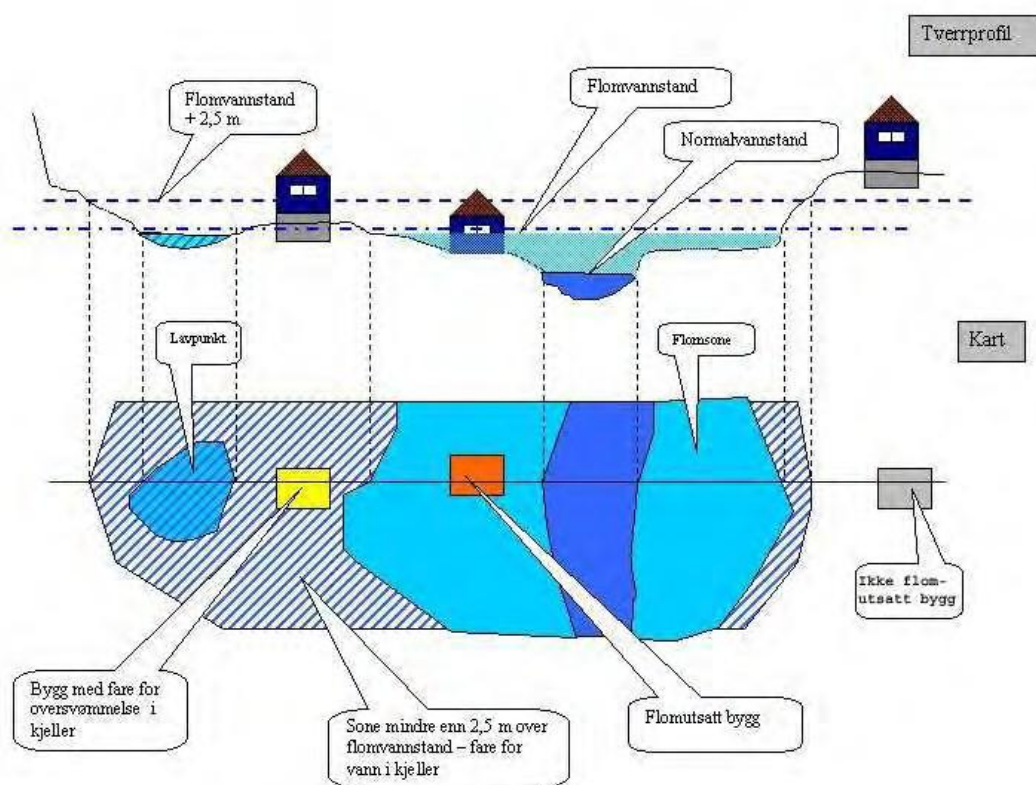 Tverrprofil
Flomvannstand
+ 2,5 m
Flomvannstand
Normalvannstand
Lavpunkt
Flomsone
Kart
Ikke flom-
utsatt bygg
Bygg med fare for
oversvømmelse i
kjeller
Sone mindre enn 2,5 m over
flomvannstand – fare for
vann i kjeller
Flomutsatt bygg